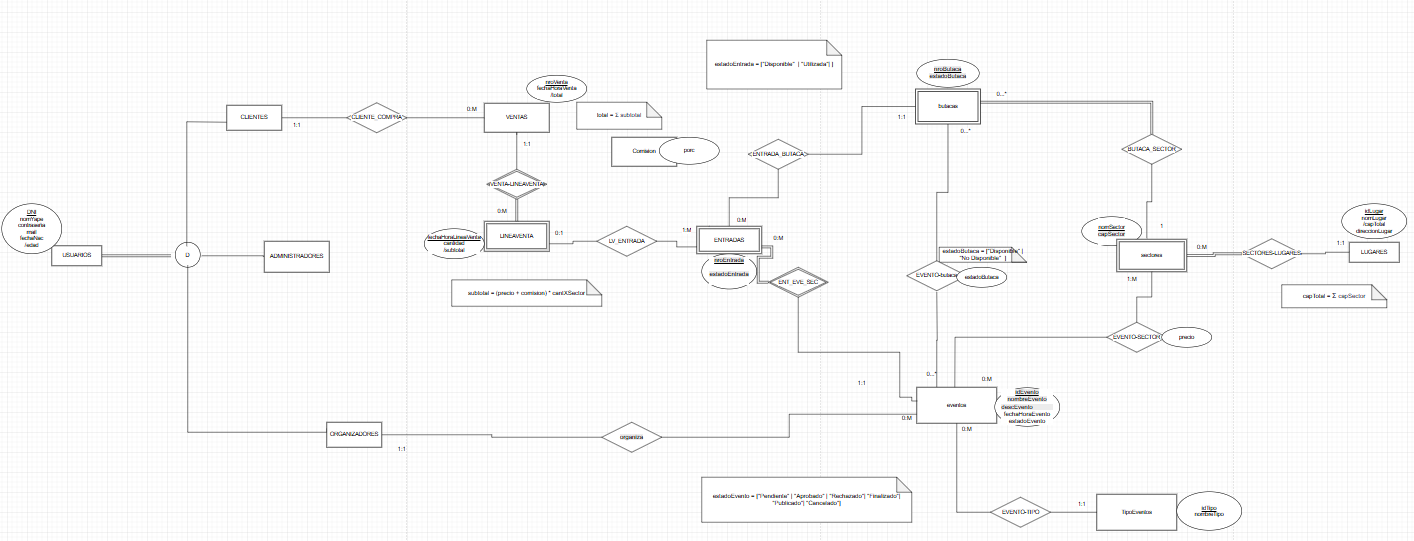 estadoEntrada = ["Disponible" | "Utilizada"| |
nroButaca
estadoButaca
0...*
butacas
1:1
0...*
nroVenta
fechaHoraVenta
/total
0:M
CLIENTES
CLIENTE_COMPRA
VENTAS
1:1
total = Σ subtotal
1:1
Comision
porc
ENTRADA_BUTACA
BUTACA_SECTOR
VENTA-LINEAVENTA
DNI
nomYape
contraseña
mail
fechaNac
/edad
USUARIOS
D
ADMINISTRADORES
0:M
fechaHoraLineaVenta
cantidad
/subtotal
LINEAVENTA
0:1
LV_ENTRADA
1:M
0:M
ENTRADAS
0:M
nroEntrada
estadoEntrada
ENT_EVE_SEC
subtotal = (precio + comision) * cantXSector
estadoButaca = ["Disponible" |
"No Disponible" |
EVENTO-butaca
estadoButaca
nomSector
capSector
1
sectores
0:M
1:M
SECTORES-LUGARES
1:1
idLugar
nomLugar
/capTotal
direccionLugar
LUGARES
capTotal = Σ capSector
EVENTO-SECTOR
precio
0...*
0:M
1:1
eventos
idEvento
nombreEvento
descEvento
fechaHoraEvento
estadoEvento
0:M
0:M
ORGANIZADORES
1:1
organiza
estadoEvento = ["Pendiente" | "Aprobado" | "Rechazado"| "Finalizado"|
"Publicado"| "Cancelado"|
EVENTO-TIPO
1:1
TipoEventos
idTipo
nombreTipo